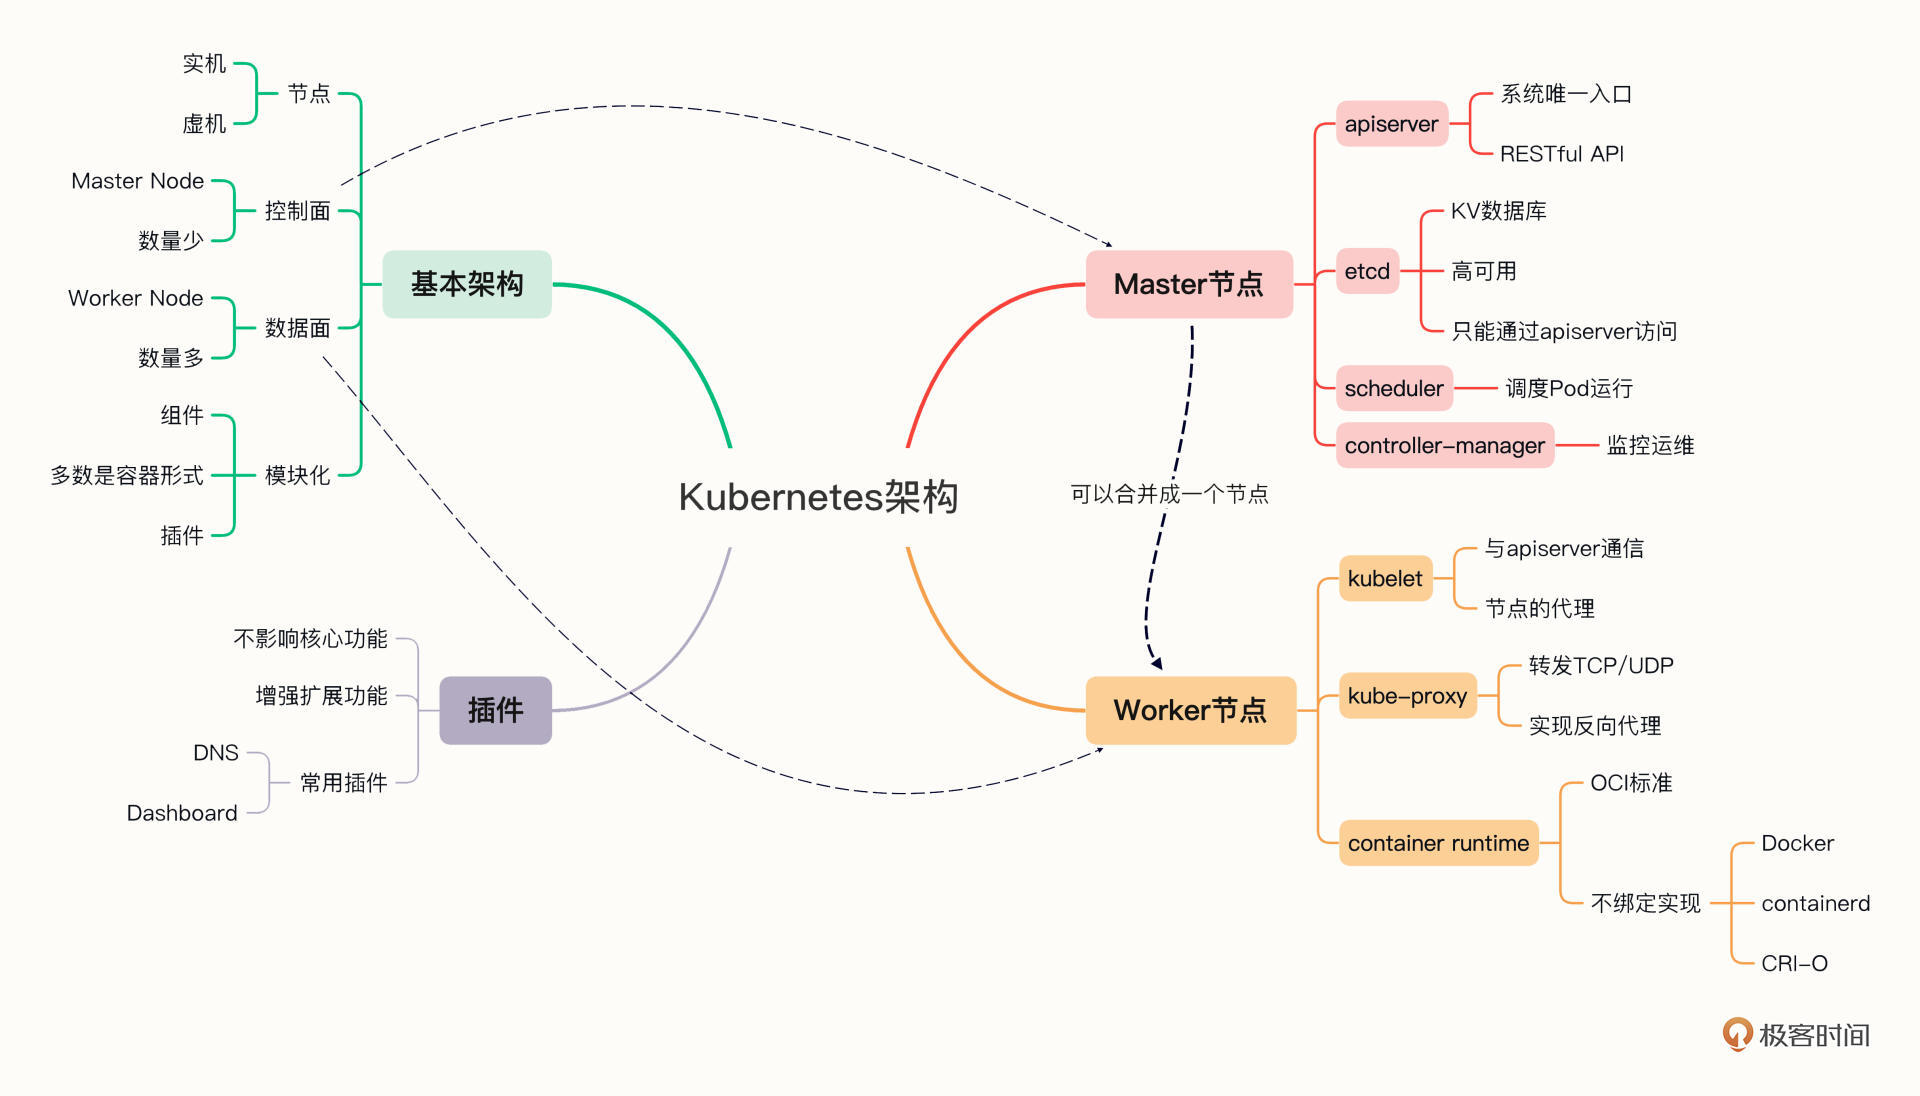 Kubernetes架构
基本架构
节点
实机
虚机
控制面
Master Node
数量少
数据面
Worker Node
数量多
模块化
组件
多数是容器形式
插件
插件
不影响核心功能
增强扩展功能
常用插件
DNS
Dashboard
Master节点
apiserver
系统唯一入口
RESTful API
etcd
KV数据库
高可用
只能通过apiserver访问
scheduler
调度Pod运行
controller-manager
监控运维
可以合并成一个节点
Worker节点
kubelet
与apiserver通信
节点的代理
kube-proxy
转发TCP/UDP
实现反向代理
container runtime
OCI标准
不绑定实现
Docker
containerd
CRI-O
极客时间